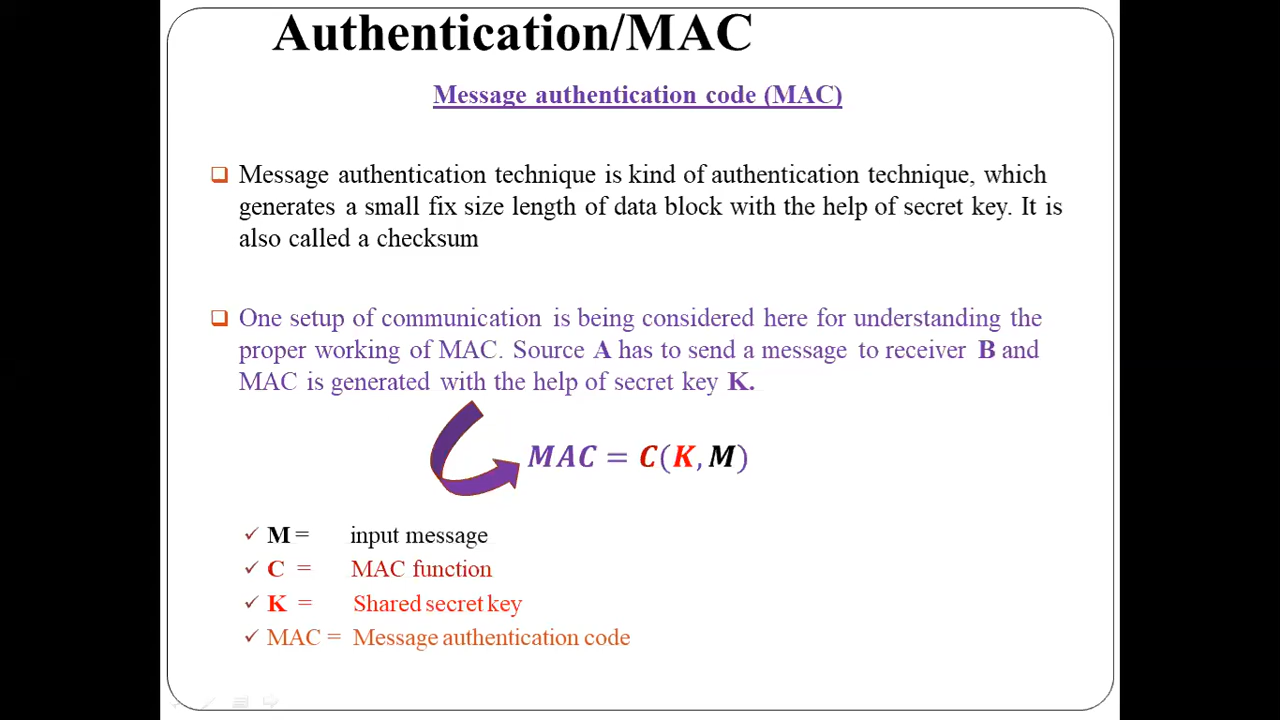 Authentication/MAC
Message authentication code (MAC)
Message authentication technique is kind of authentication technique, which
generates a small fix size length of data block with the help of secret key. It is
also called a checksum
One setup of communication is being considered here for understanding the
proper working of MAC. Source A has to send a message to receiver B and
MAC is generated with the help of secret key K.
MAC = C(K, M)
M = input message
C = MAC function
K = Shared secret key
MAC = Message authentication code